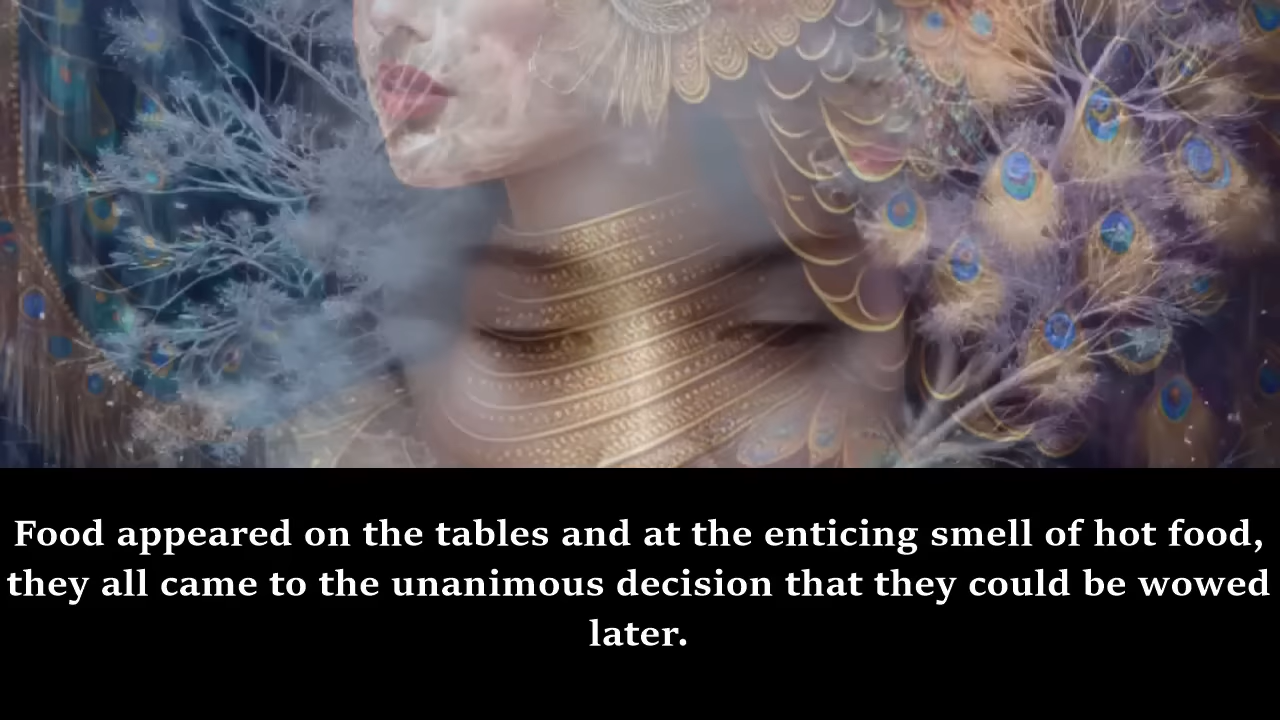 Food appeared on the tables and at the enticing smell of hot food,
they all came to the unanimous decision that they could be wowed
later.